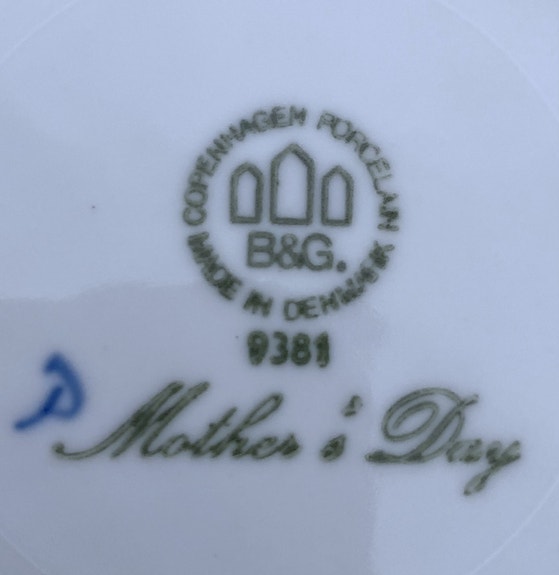 COPENHAGEN PORCELAIN
B&G.
MADE IN DENMARK
9381
Mother's Day